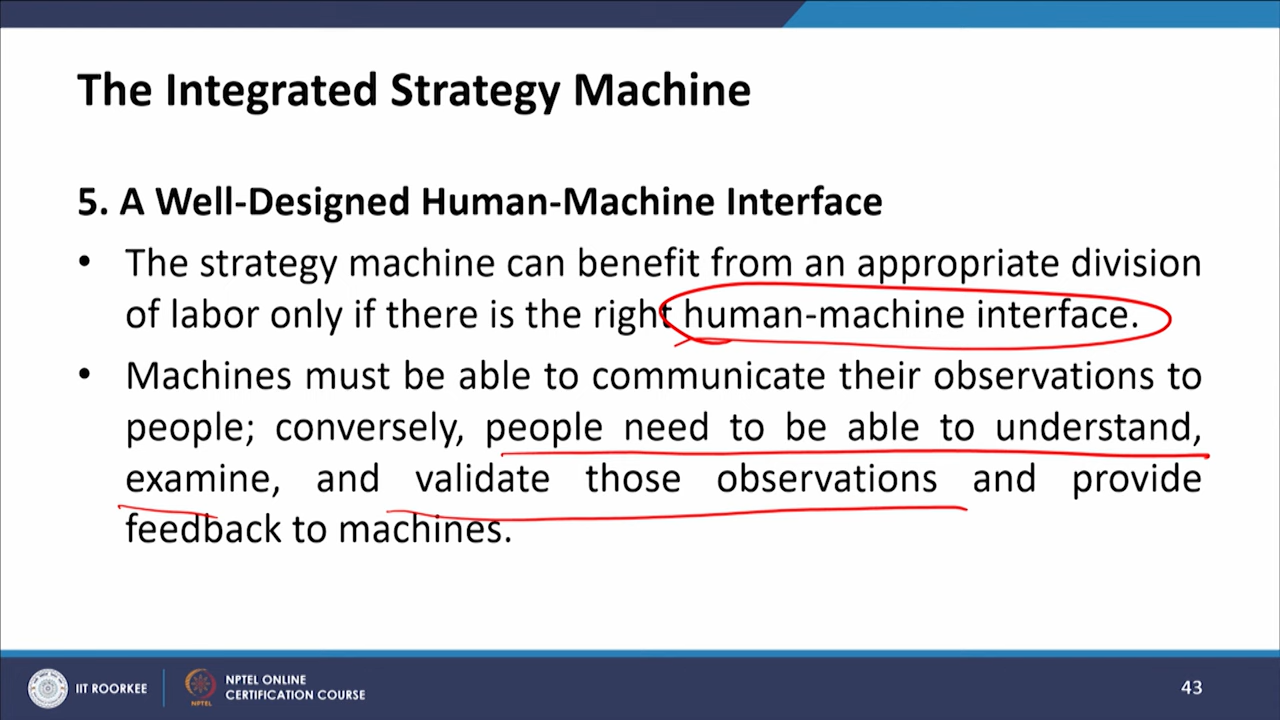 The Integrated Strategy Machine
5. A Well-Designed Human-Machine Interface
• The strategy machine can benefit from an appropriate division
of labor only if there is the right human-machine interface.
• Machines must be able to communicate their observations to
people; conversely, people need to be able to understand,
examine, and validate those observations and provide
feedback to machines.
IIT ROORKEE
NPTEL
NPTEL ONLINE
CERTIFICATION COURSE
43